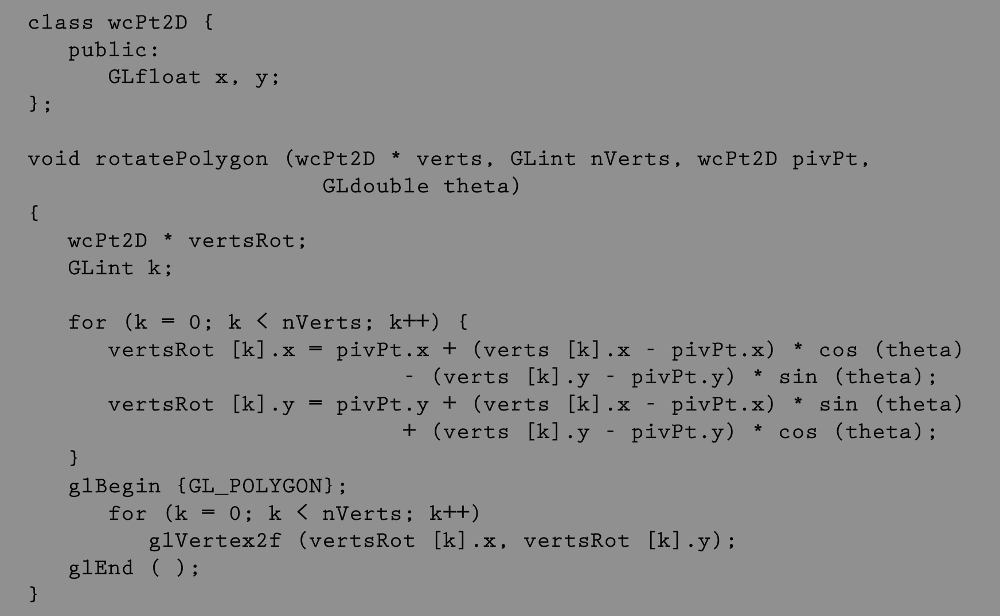 class wcPt2D {
   public:
      GLfloat x, y;
};

void rotatePolygon (wcPt2D * verts, GLint nVerts, wcPt2D pivPt,
                      GLdouble theta)
{
   wcPt2D * vertsRot;
   GLint k;

   for (k = 0; k < nVerts; k++) {
      vertsRot [k].x = pivPt.x + (verts [k].x - pivPt.x) * cos (theta)
                            - (verts [k].y - pivPt.y) * sin (theta);
      vertsRot [k].y = pivPt.y + (verts [k].x - pivPt.x) * sin (theta)
                            + (verts [k].y - pivPt.y) * cos (theta);
   }
   glBegin {GL_POLYGON};
      for (k = 0; k < nVerts; k++)
         glVertex2f (vertsRot [k].x, vertsRot [k].y);
   glEnd ( );
}